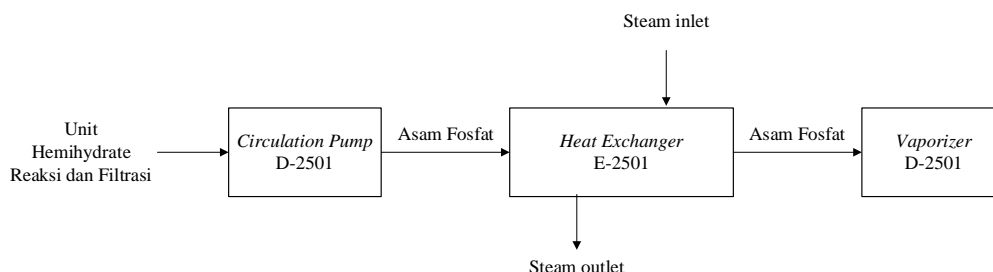 Steam inlet
Unit
Hemihydrate
Reaksi dan Filtrasi
Circulation Pump
D-2501
Asam Fosfat
Heat Exchanger
E-2501
Asam Fosfat
Vaporizer
D-2501
Steam outlet